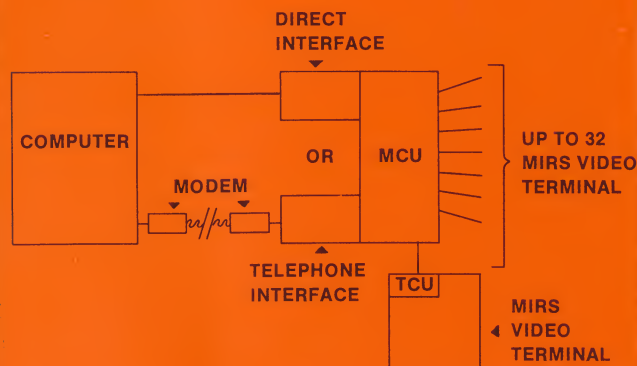 DIRECT
INTERFACE
COMPUTER
OR
MCU
UP TO 32
MIRS VIDEO
TERMINAL
MODEM
TELEPHONE
INTERFACE
TCU
MIRS
VIDEO
TERMINAL